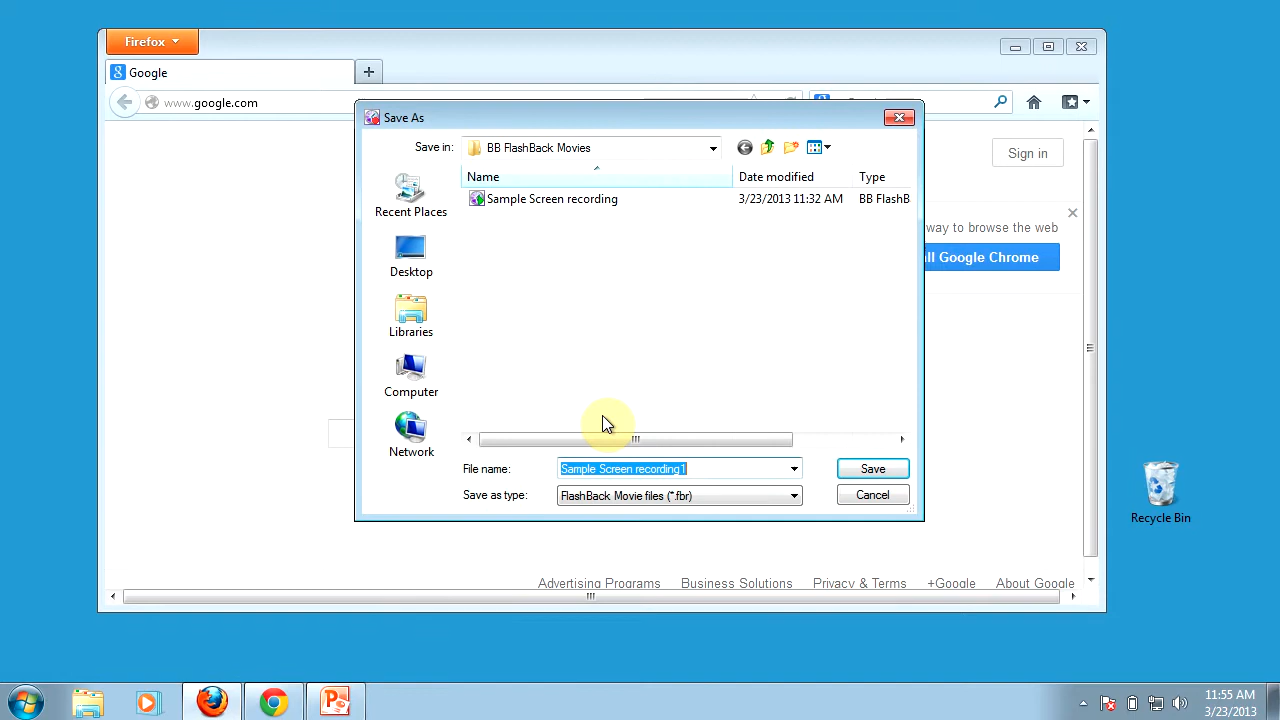 Firefox
Google
www.google.com
Save As
Save in: BB FlashBack Movies
Sign in
Name Date modified Type
Sample Screen recording 3/23/2013 11:32 AM BB FlashB
Recent Places
way to browse the web
ll Google Chrome
Desktop
Libraries
Computer
Network
File name: Sample Screen recording1 Save
Save as type: FlashBack Movie files (*.fbr) Cancel
Recycle Bin
Advertising Programs Business Solutions Privacy & Terms +Google About Google
11:55 AM
3/23/2013